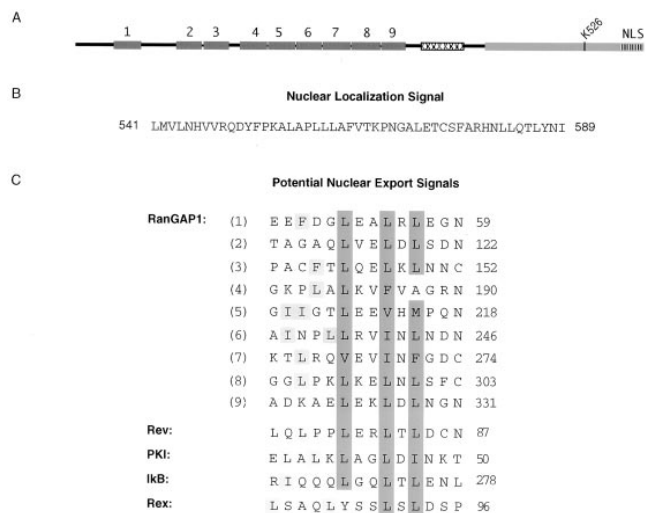 A
1 2 3 4 5 6 7 8 9 K526 NLS
B
Nuclear Localization Signal
541 LMVLNHVVRQDYFPKALAPLLLAFVTKPNGALETCSFARHNLLQTLYNI 589
C
Potential Nuclear Export Signals
RanGAP1: (1) E E F D G L E A L R L E G N 59
(2) T A G A Q L V E L D L S D N 122
(3) P A C F T L Q E L K L N N C 152
(4) G K P L A L K V F V A G R N 190
(5) G I I G T L E E V H M P Q N 218
(6) A I N P L L R V I N L N D N 246
(7) K T L R Q V E V I N F G D C 274
(8) G G L P K L K E L N L S F C 303
(9) A D K A E L E K L D L N G N 331
Rev: L Q L P P L E R L T L D C N 87
PKI: E L A L K L A G L D I N K T 50
IkB: R I Q Q Q L G Q L T L E N L 278
Rex: L S A Q L Y S S L S L D S P 96